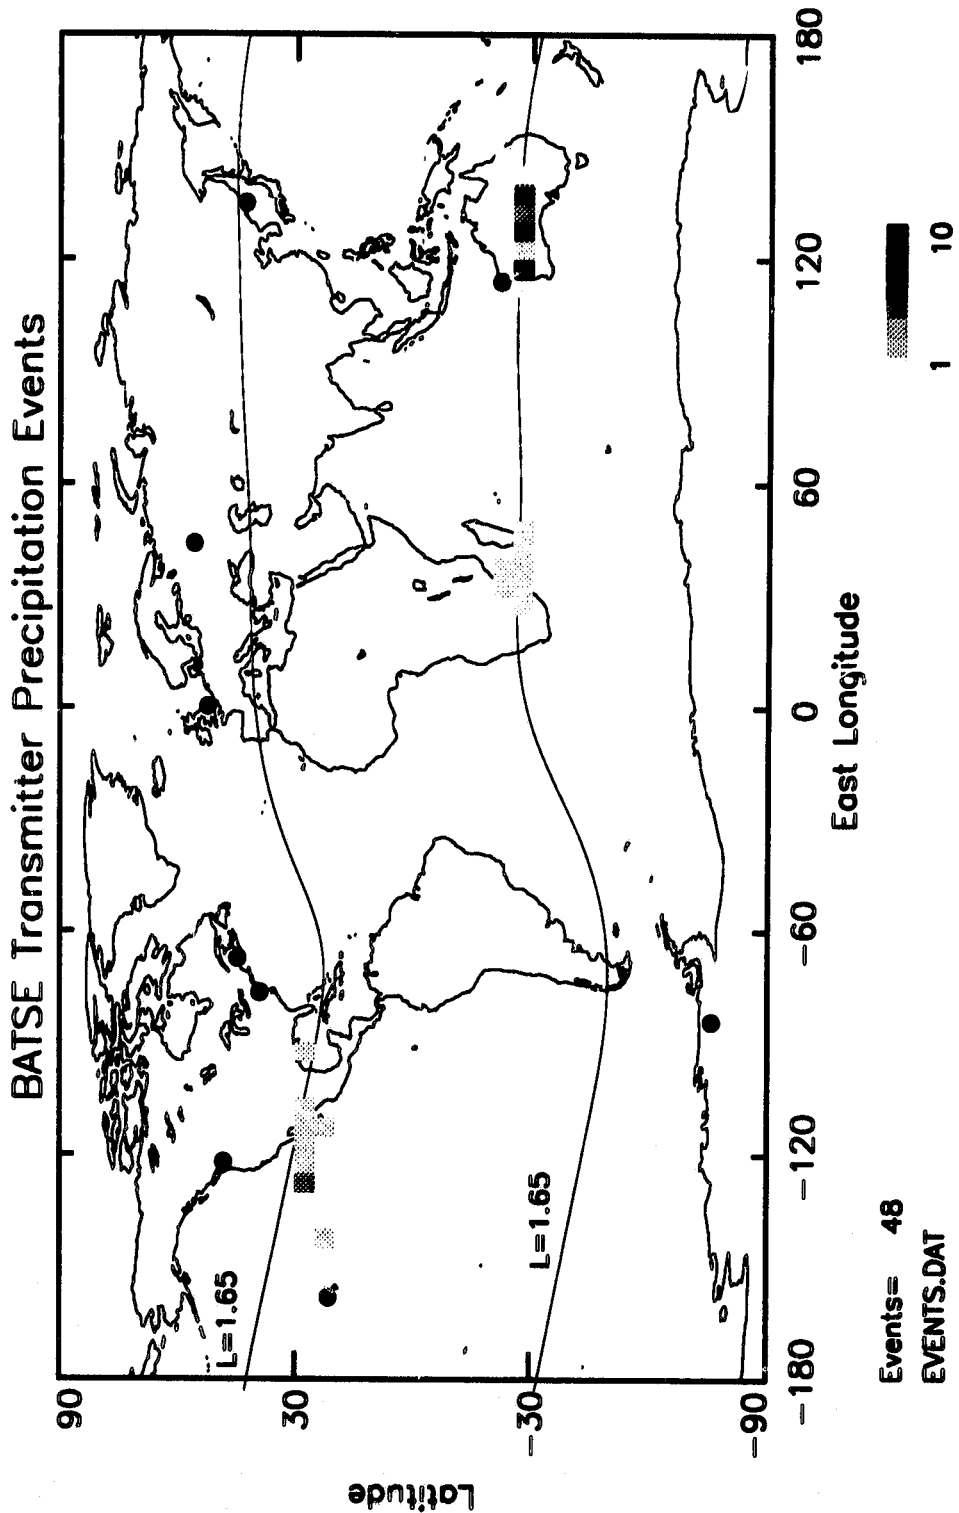 BATSE Transmitter Precipitation Events
90
30
-30
-90
Latitude
L=1.65
L=1.65
-180
-120
-60
0
60
120
180
East Longitude
Events= 48
EVENTS.DAT
1
10